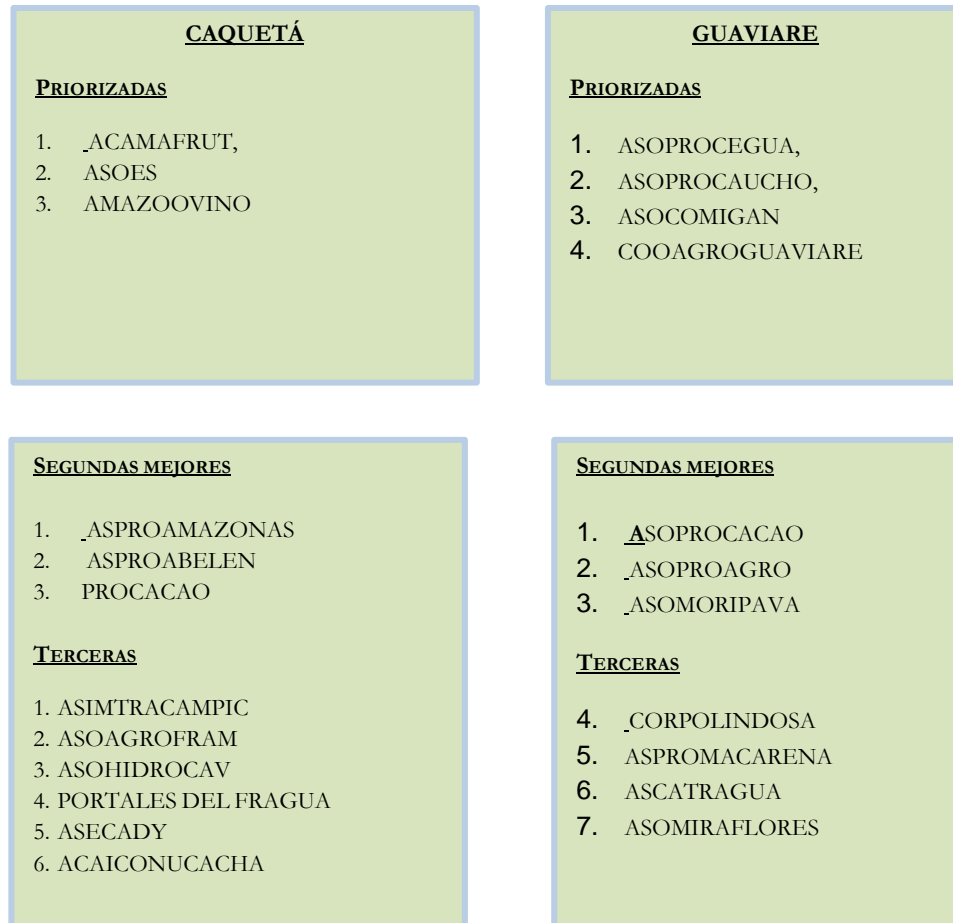 CAQUETÁ
PRIORIZADAS
1. ACAMAFRUT,
2. ASOES
3. AMAZOOVINO
GUAVIARE
PRIORIZADAS
1. ASOPROCEGUA,
2. ASOPROCAUCHO,
3. ASOCOMIGAN
4. COOAGROGUAVIARE
SEGUNDAS MEJORES
1. ASPROAMAZONAS
2. ASPROABELEN
3. PROCACAO
TERCERAS
1. ASIMTRACAMPIC
2. ASOAGROFRAM
3. ASOHIDROCAV
4. PORTALES DEL FRAGUA
5. ASECADY
6. ACAICONUCACHA
SEGUNDAS MEJORES
1. ASOPROCACAO
2. ASOPROAGRO
3. ASOMORIPAVA
TERCERAS
4. CORPOLINDOSA
5. ASPROMACARENA
6. ASCATRAGUA
7. ASOMIRAFLORES